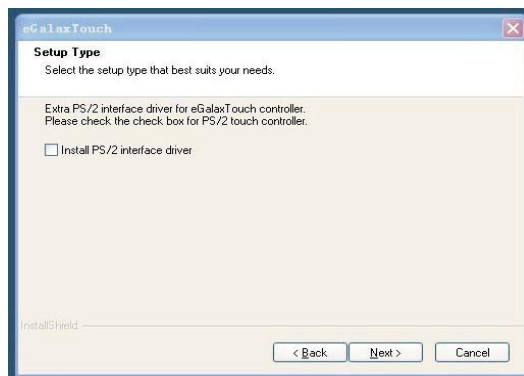 eGalaxTouch
Setup Type
Select the setup type that best suits your needs.
Extra PS/2 interface driver for eGalaxTouch controller.
Please check the check box for PS/2 touch controller.
Install PS/2 interface driver
InstallShield
< Back
Next >
Cancel